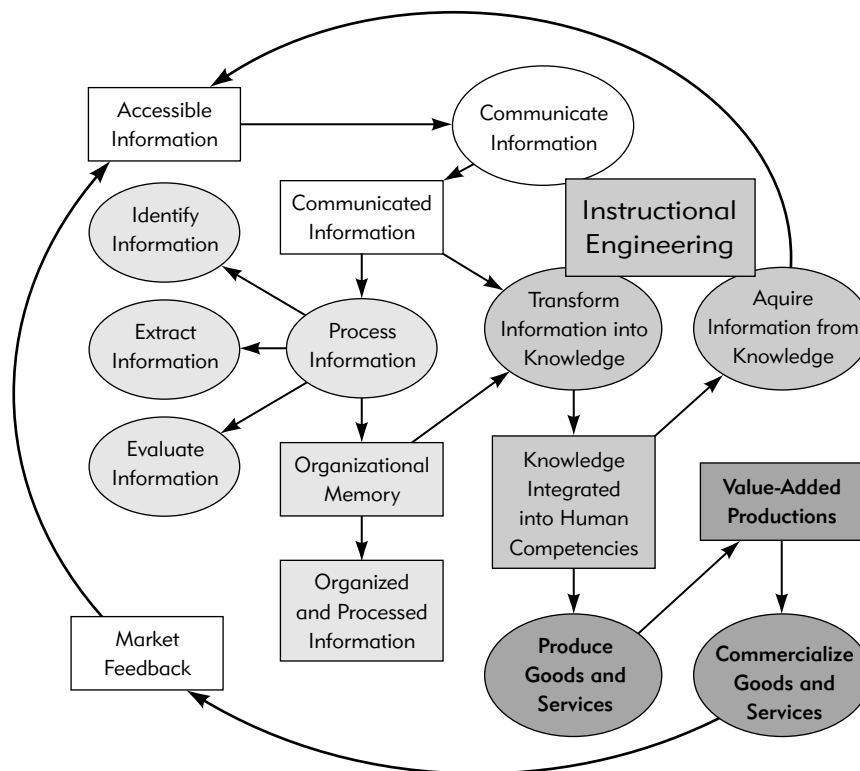 Accessible
Information
Communicate
Information
Identify
Information
Communicated
Information
Instructional
Engineering
Extract
Information
Process
Information
Transform
Information into
Knowledge
Aquire
Information from
Knowledge
Evaluate
Information
Organizational
Memory
Knowledge
Integrated
into Human
Competencies
Value-Added
Productions
Organized
and Processed
Information
Market
Feedback
Produce
Goods and
Services
Commercialize
Goods and
Services